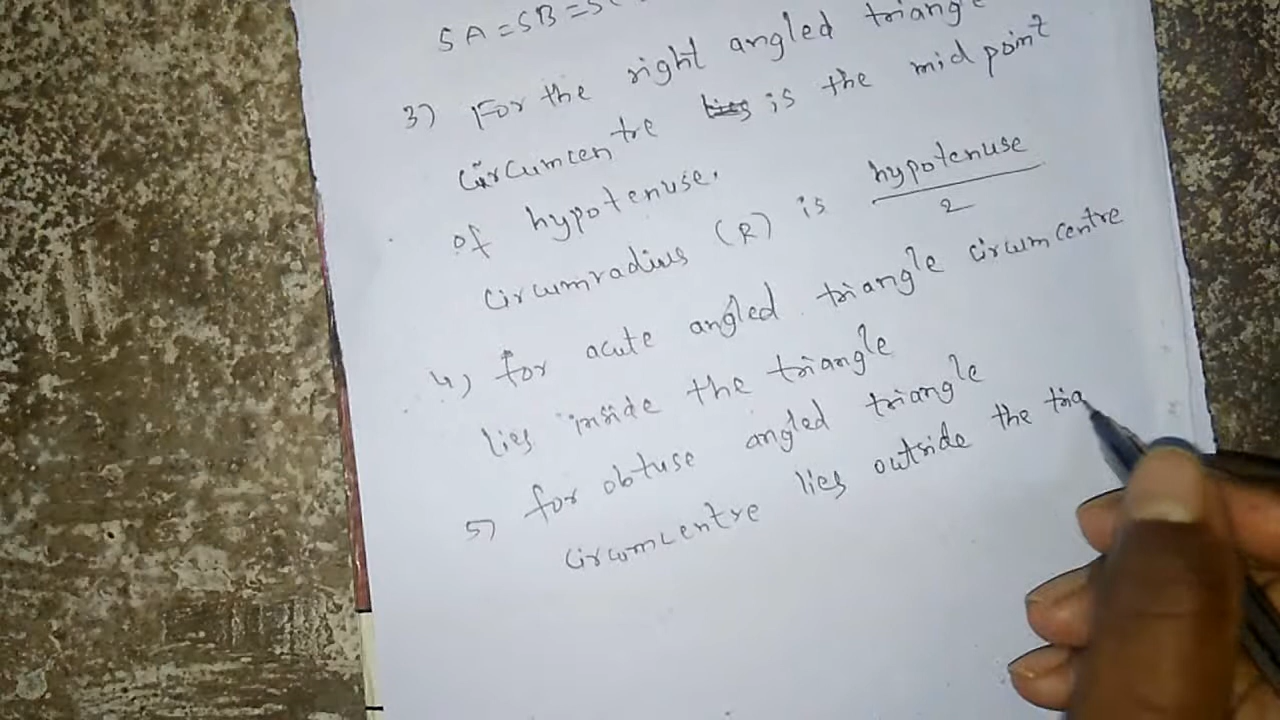 SA = SB = S
3) For the right angled triangle
circumcentre is the mid point
of hypotenuse.
circumradius (R) is hypotenuse / 2
4) for acute angled triangle circumcentre
lies inside the triangle
5) for obtuse angled triangle
circumcentre lies outside the tria